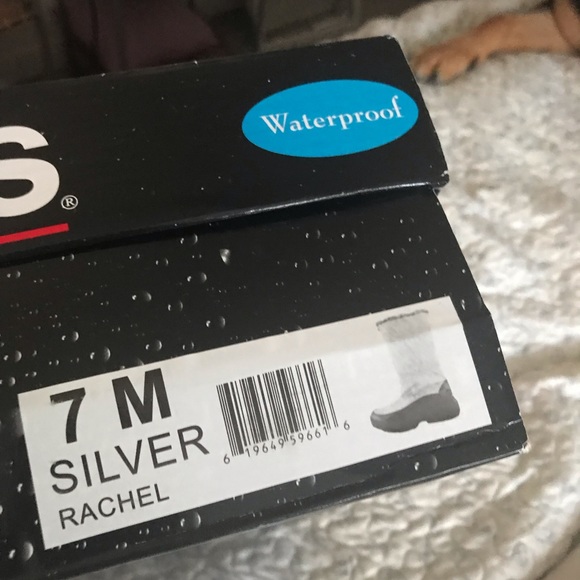 Waterproof
S®
7 M
SILVER
RACHEL
6 19649 59661 6